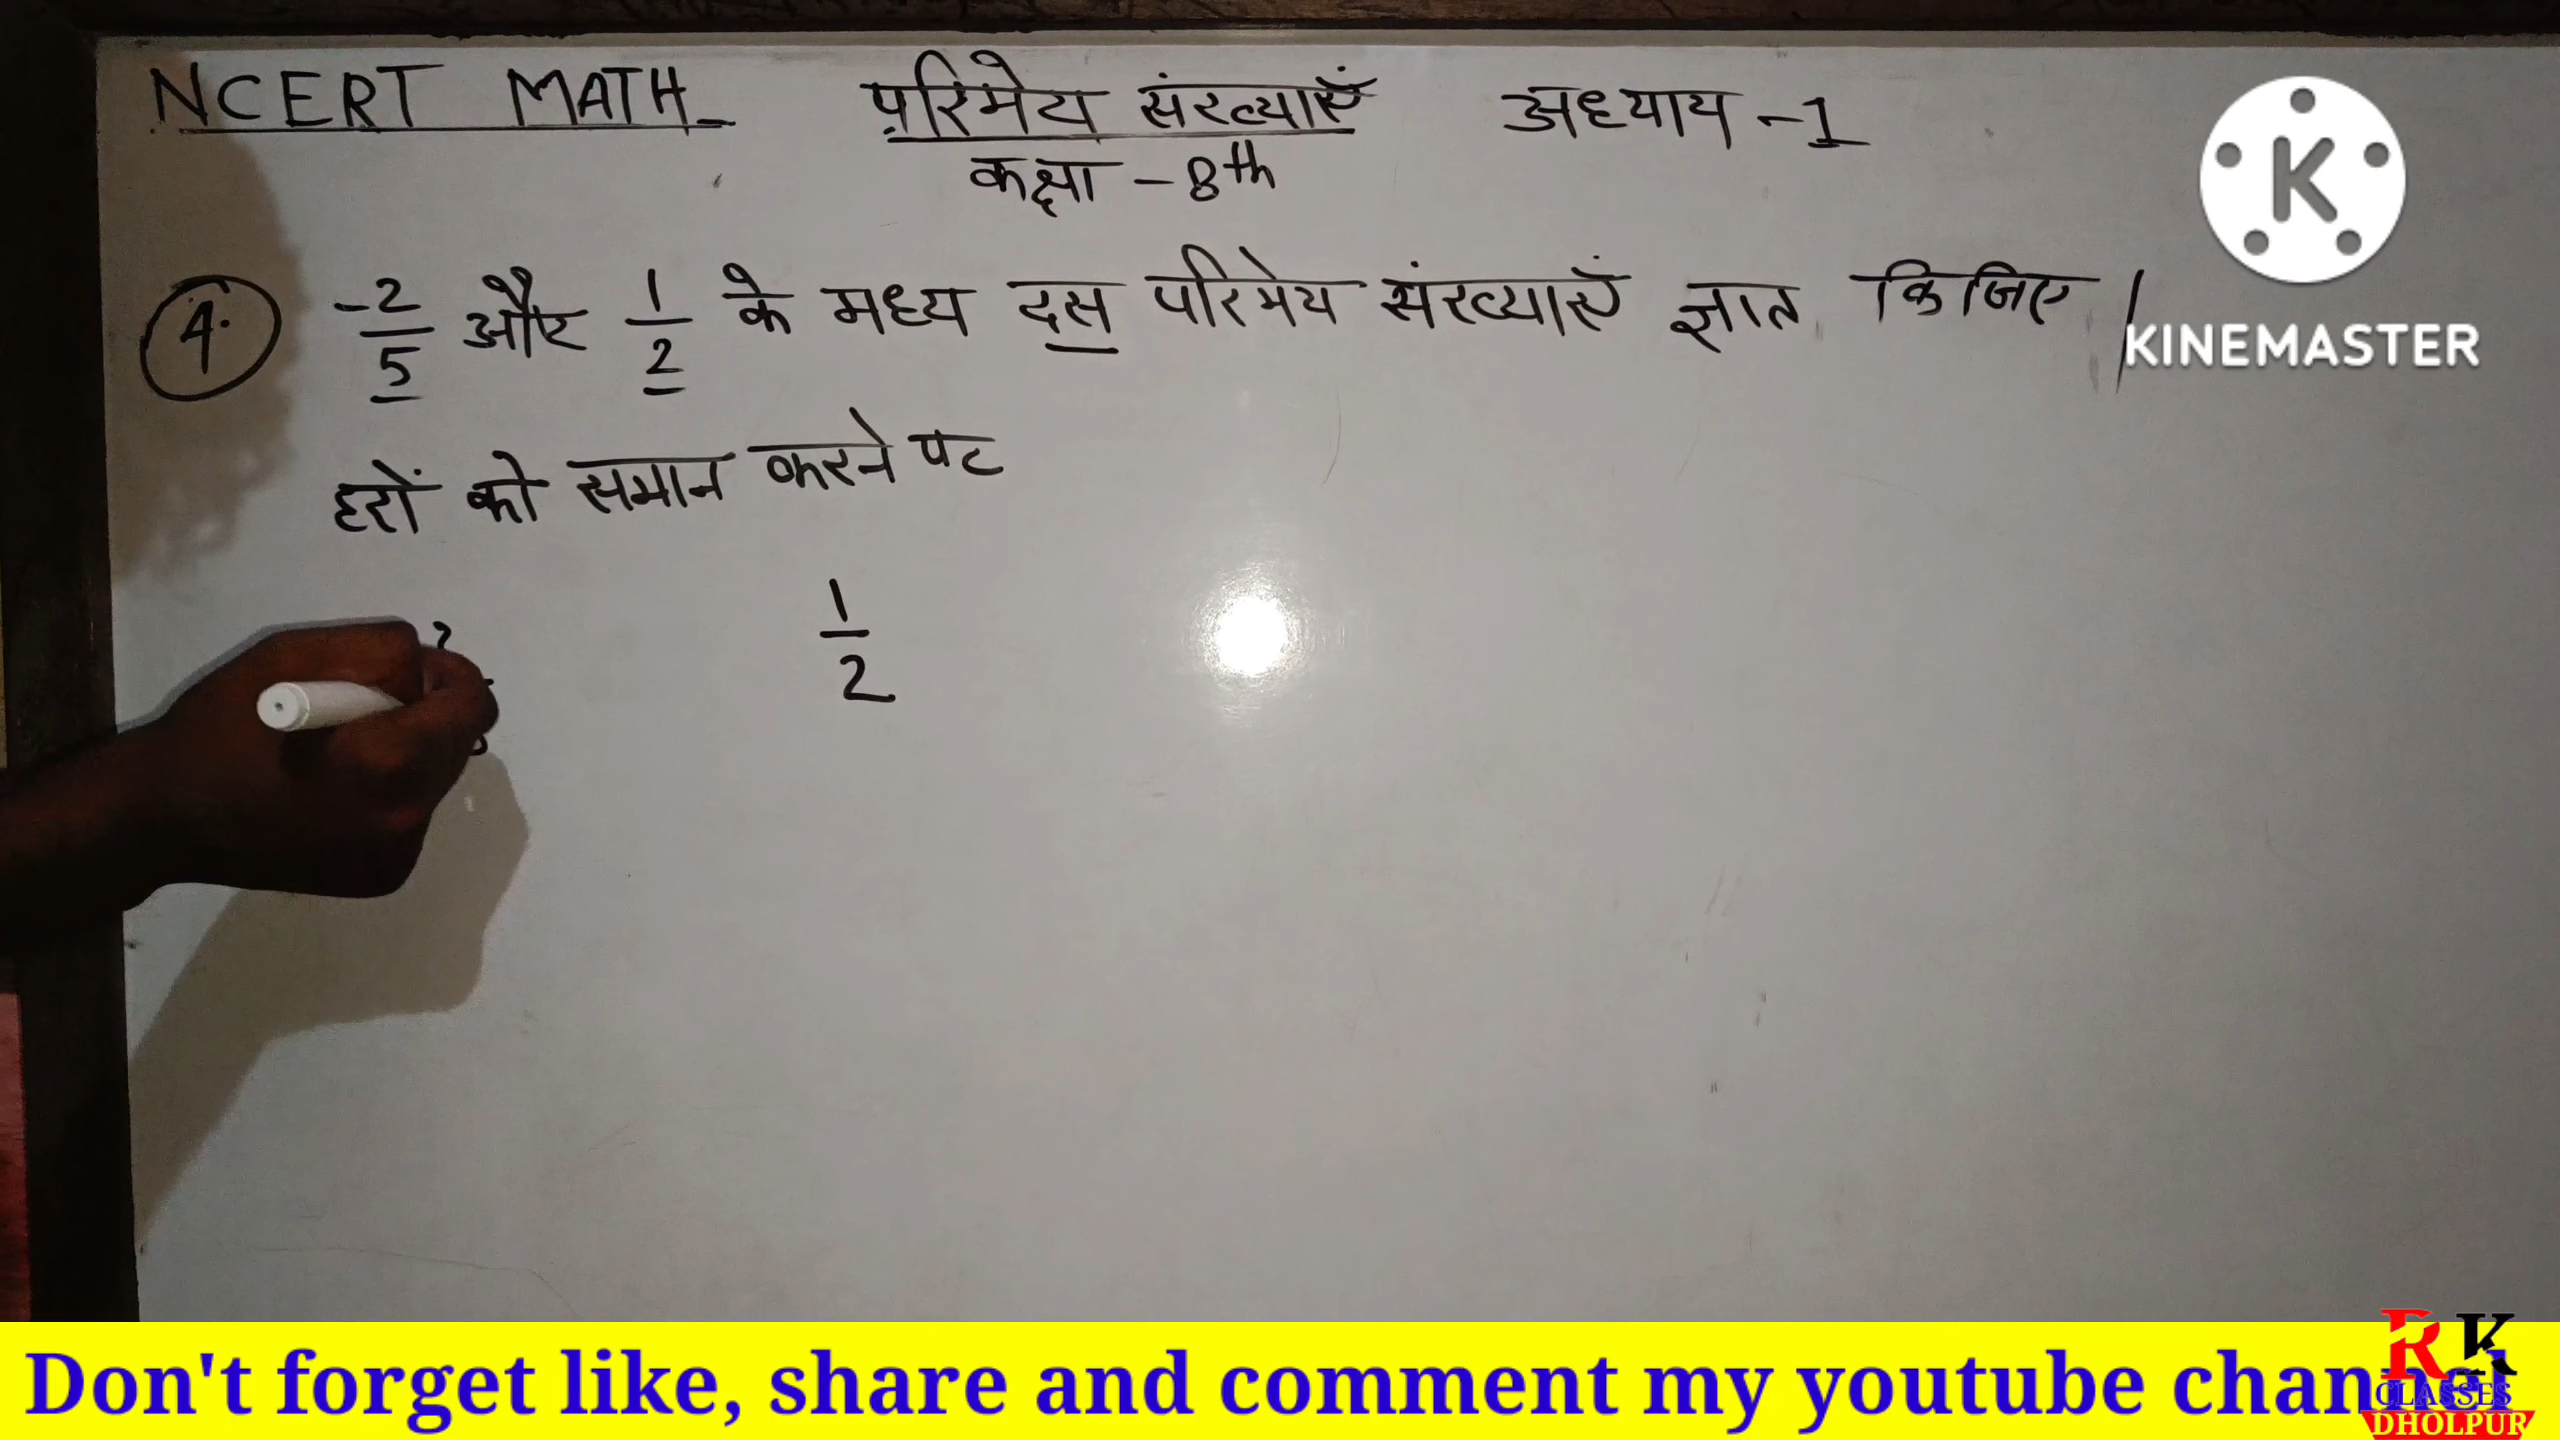 NCERT MATH परिमेय संख्याएँ अध्याय -1
कक्षा - 8th
4. -2/5 और 1/2 के मध्य दस परिमेय संख्याएँ ज्ञात किजिए |
हरों को समान करने पर
1/2
K
KINEMASTER
Don't forget like, share and comment my youtube channel
RK
CLASSES
DHOLPUR